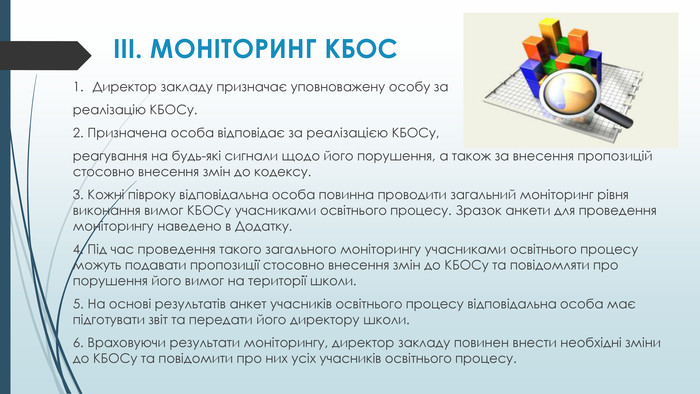 ІІІ. МОНІТОРИНГ КБОС
1. Директор закладу призначає уповноважену особу за
реалізацію КБОСу.
2. Призначена особа відповідає за реалізацією КБОСу,
реагування на будь-які сигнали щодо його порушення, а також за внесення пропозицій
стосовно внесення змін до кодексу.
3. Кожні півроку відповідальна особа повинна проводити загальний моніторинг рівня
виконання вимог КБОСу учасниками освітнього процесу. Зразок анкети для проведення
моніторингу наведено в Додатку.
4. Під час проведення такого загального моніторингу учасниками освітнього процесу
можуть подавати пропозиції стосовно внесення змін до КБОСу та повідомляти про
порушення його вимог на території школи.
5. На основі результатів анкет учасників освітнього процесу відповідальна особа має
підготувати звіт та передати його директору школи.
6. Враховуючи результати моніторингу, директор закладу повинен внести необхідні зміни
до КБОСу та повідомити про них усіх учасників освітнього процесу.